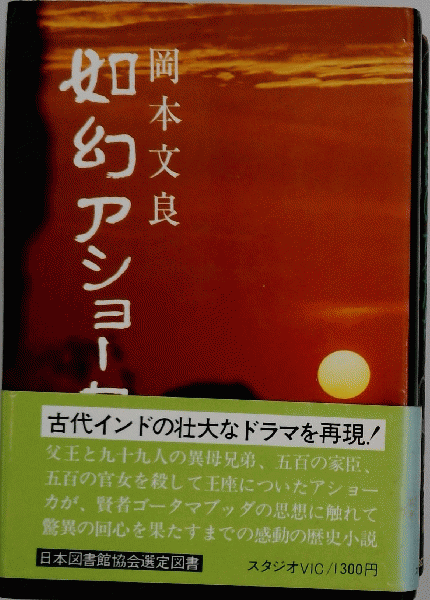 岡本文良
如幻アショーカ
古代インドの壮大なドラマを再現！
父王と九十九人の異母兄弟、五百の家臣、
五百の官女を殺して王座についたアショー
カが、賢者ゴータマブッダの思想に触れて
驚異の回心を果たすまでの感動の歴史小説
日本図書館協会選定図書
スタジオVIC/1300円